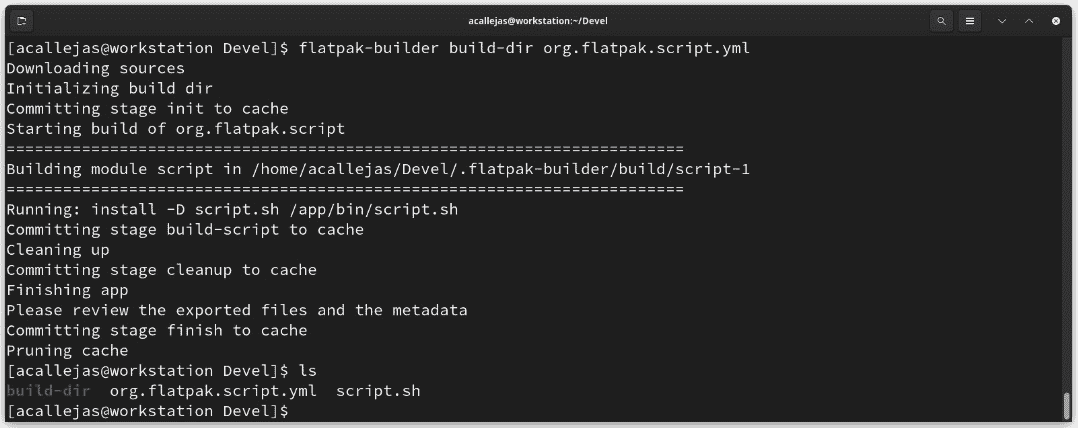 acallejas@workstation:~/Devel
[acallejas@workstation Devel]$ flatpak-builder build-dir org.flatpak.script.yml
Downloading sources
Initializing build dir
Committing stage init to cache
Starting build of org.flatpak.script
========================================================================
Building module script in /home/acallejas/Devel/.flatpak-builder/build/script-1
========================================================================
Running: install -D script.sh /app/bin/script.sh
Committing stage build-script to cache
Cleaning up
Committing stage cleanup to cache
Finishing app
Please review the exported files and the metadata
Committing stage finish to cache
Pruning cache
[acallejas@workstation Devel]$ ls
build-dir  org.flatpak.script.yml  script.sh
[acallejas@workstation Devel]$